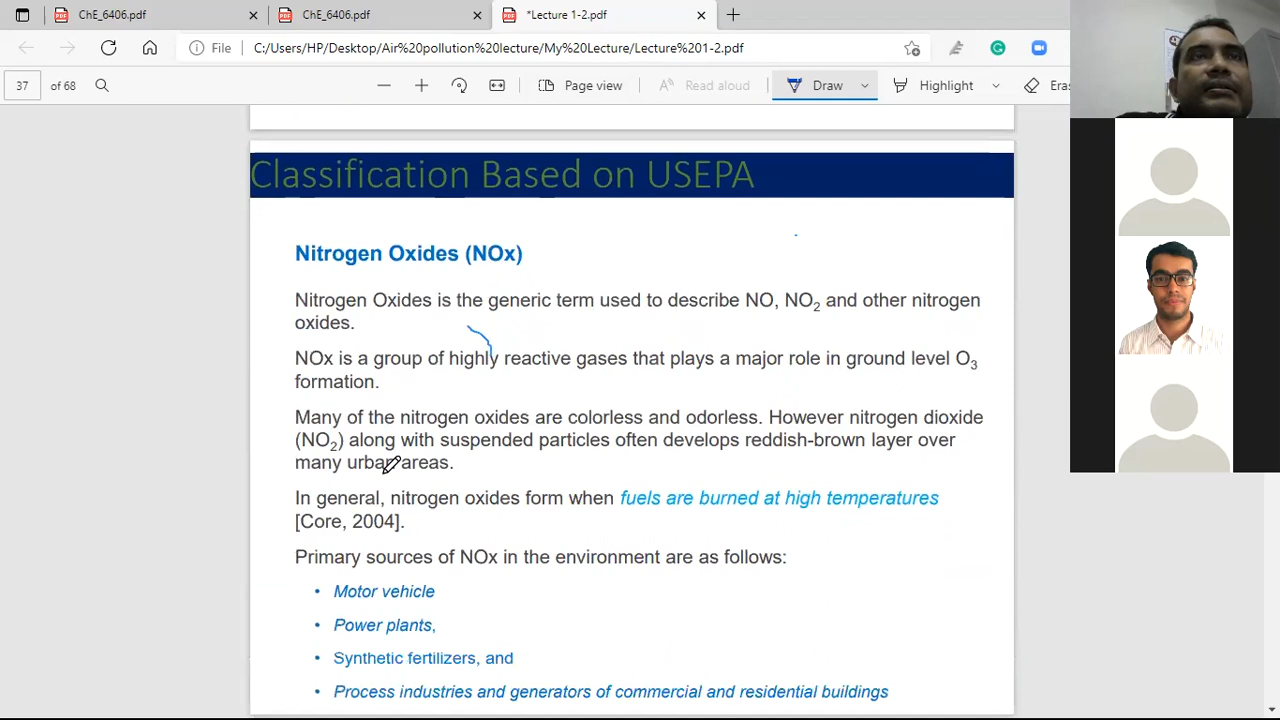 ChE_6406.pdf
ChE_6406.pdf
*Lecture 1-2.pdf
File
C:/Users/HP/Desktop/Air%20pollution%20lecture/My%20Lecture/Lecture%201-2.pdf
37 of 68
Page view
Read aloud
Draw
Highlight
Eras
Classification Based on USEPA
Nitrogen Oxides (NOx)
Nitrogen Oxides is the generic term used to describe NO, NO2 and other nitrogen
oxides.
NOx is a group of highly reactive gases that plays a major role in ground level O3
formation.
Many of the nitrogen oxides are colorless and odorless. However nitrogen dioxide
(NO2) along with suspended particles often develops reddish-brown layer over
many urban areas.
In general, nitrogen oxides form when fuels are burned at high temperatures
[Core, 2004].
Primary sources of NOx in the environment are as follows:
• Motor vehicle
• Power plants,
• Synthetic fertilizers, and
• Process industries and generators of commercial and residential buildings